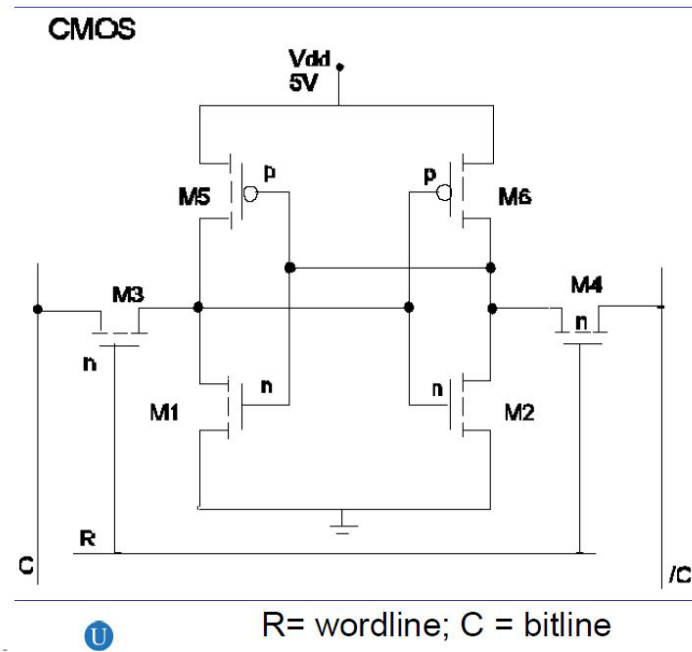 CMOS
Vdd
5V
p
p
M5
M6
M3
M4
n
n
n
n
M1
M2
R
C
/C
U
R= wordline; C = bitline